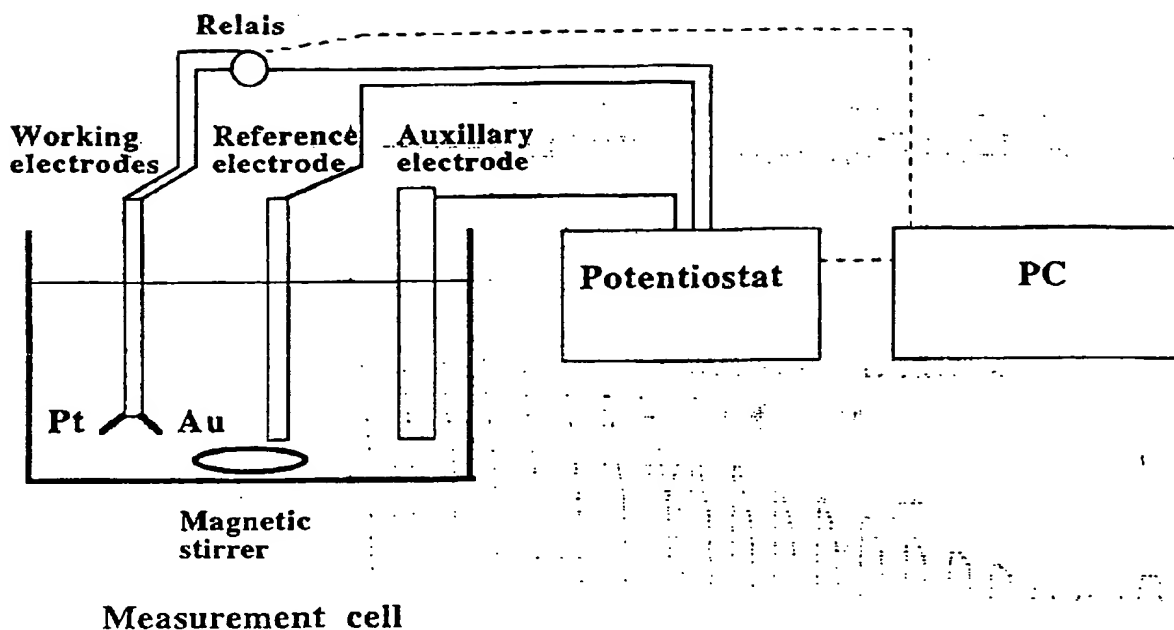 Relais
Working
electrodes
Reference
electrode
Auxillary
electrode
Potentiostat
PC
Pt
Au
Magnetic
stirrer
Measurement cell